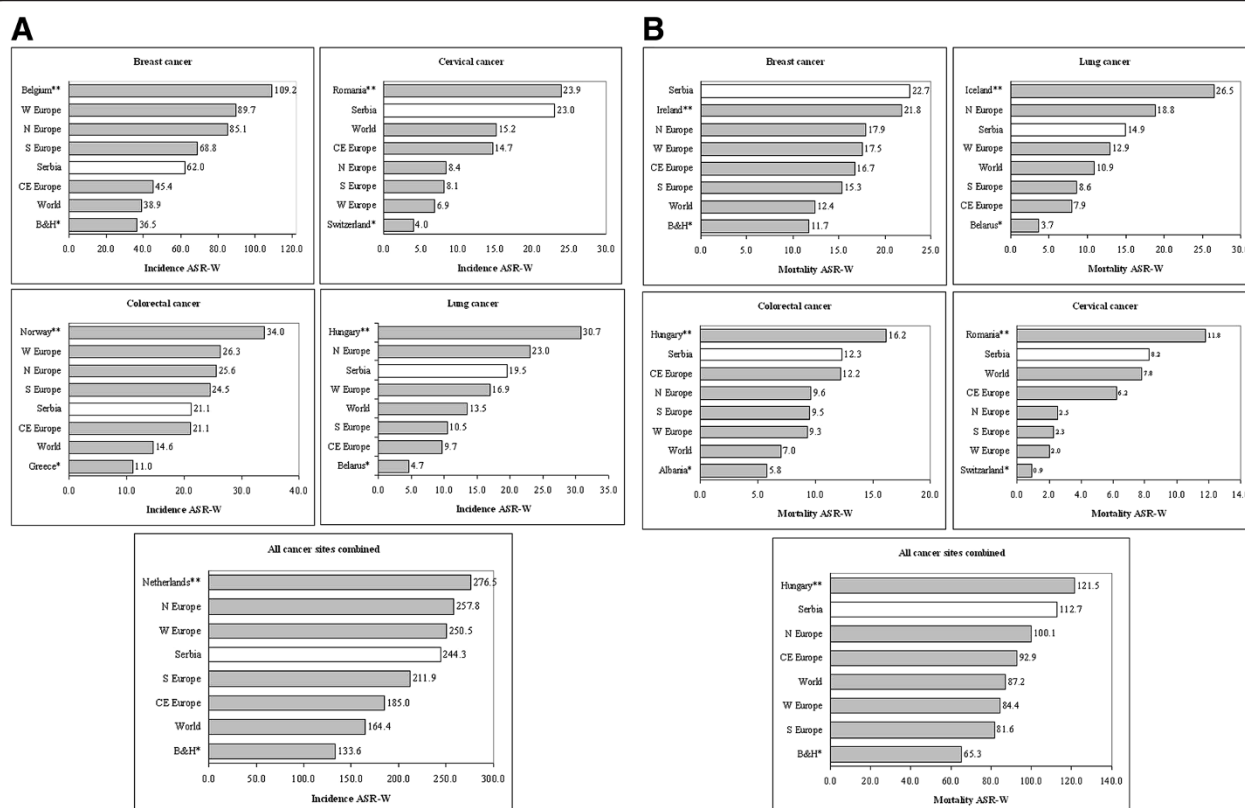 A
Breast cancer
Belgium** 109.2
W Europe 89.7
N Europe 85.1
S Europe 68.8
Serbia 62.0
CE Europe 45.4
World 38.9
B&H* 36.5
0.0 20.0 40.0 60.0 80.0 100.0 120.0
Incidence ASR-W
Cervical cancer
Romania** 23.9
Serbia 23.0
World 15.2
CE Europe 14.7
N Europe 8.4
S Europe 8.1
W Europe 6.9
Switzerland* 4.0
0.0 5.0 10.0 15.0 20.0 25.0 30.0
Incidence ASR-W
Colorectal cancer
Norway** 34.0
W Europe 26.3
N Europe 25.6
S Europe 24.5
Serbia 21.1
CE Europe 21.1
World 14.6
Greece* 11.0
0.0 10.0 20.0 30.0 40.0
Incidence ASR-W
Lung cancer
Hungary** 30.7
N Europe 23.0
Serbia 19.5
W Europe 16.9
World 13.5
S Europe 10.5
CE Europe 9.7
Belarus* 4.7
0.0 5.0 10.0 15.0 20.0 25.0 30.0 35.0
Incidence ASR-W
All cancer sites combined
Netherlands** 276.5
N Europe 257.8
W Europe 250.5
Serbia 244.3
S Europe 211.9
CE Europe 185.0
World 164.4
B&H* 133.6
0.0 50.0 100.0 150.0 200.0 250.0 300.0
Incidence ASR-W
B
Breast cancer
Serbia 22.7
Ireland** 21.8
N Europe 17.9
W Europe 17.5
CE Europe 16.7
S Europe 15.3
World 12.4
B&H* 11.7
0.0 5.0 10.0 15.0 20.0 25.0
Mortality ASR-W
Lung cancer
Iceland** 26.5
N Europe 18.8
Serbia 14.9
W Europe 12.9
World 10.9
S Europe 8.6
CE Europe 7.9
Belarus* 3.7
0.0 5.0 10.0 15.0 20.0 25.0 30.0
Mortality ASR-W
Colorectal cancer
Hungary** 16.2
Serbia 12.3
CE Europe 12.2
N Europe 9.6
S Europe 9.5
W Europe 9.3
World 7.0
Albania* 5.8
0.0 5.0 10.0 15.0 20.0
Mortality ASR-W
Cervical cancer
Romania** 11.8
Serbia 8.2
World 7.8
CE Europe 6.2
N Europe 2.5
S Europe 2.3
W Europe 2.0
Switzarland* 0.9
0.0 2.0 4.0 6.0 8.0 10.0 12.0 14.0
Mortality ASR-W
All cancer sites combined
Hungary** 121.5
Serbia 112.7
N Europe 100.1
CE Europe 92.9
World 87.2
W Europe 84.4
S Europe 81.6
B&H* 65.3
0.0 20.0 40.0 60.0 80.0 100.0 120.0 140.0
Mortality ASR-W